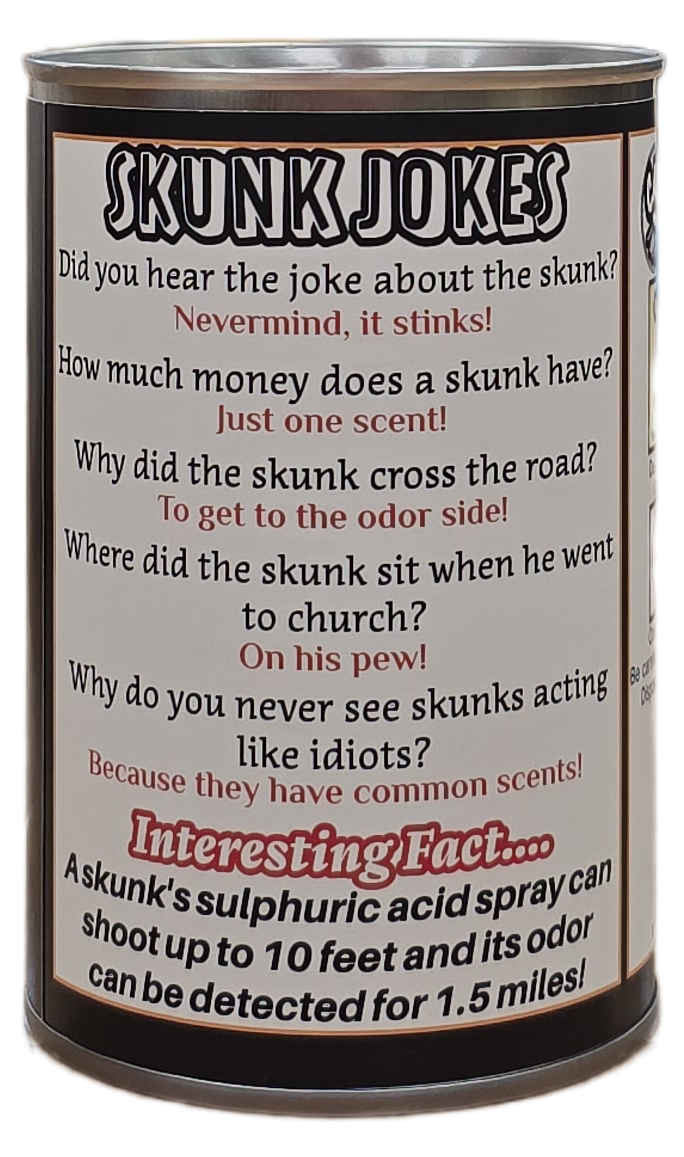 SKUNK JOKES
Did you hear the joke about the skunk?
Nevermind, it stinks!
How much money does a skunk have?
Just one scent!
Why did the skunk cross the road?
To get to the odor side!
Where did the skunk sit when he went
to church?
On his pew!
Why do you never see skunks acting
like idiots?
Because they have common scents!
Interesting Fact....
A skunk's sulphuric acid spray can
shoot up to 10 feet and its odor
can be detected for 1.5 miles!